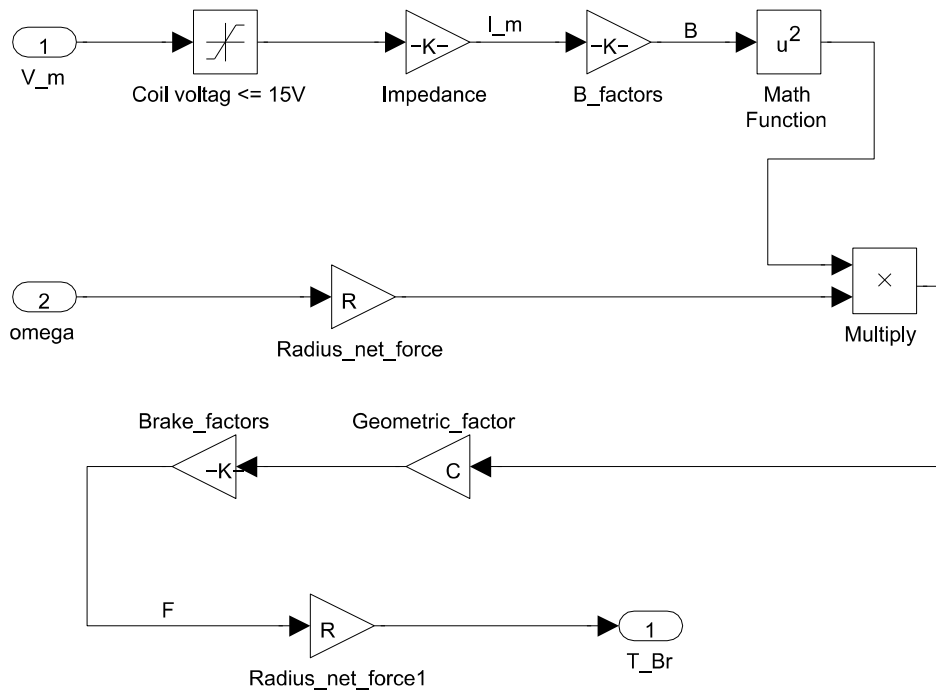 I_m
B
1
-K-
-K-
u²
V_m
Coil voltag <= 15V
Impedance
B_factors
Math
Function
2
R
×
omega
Radius_net_force
Multiply
Brake_factors
Geometric_factor
-K-
C
F
R
1
Radius_net_force1
T_Br